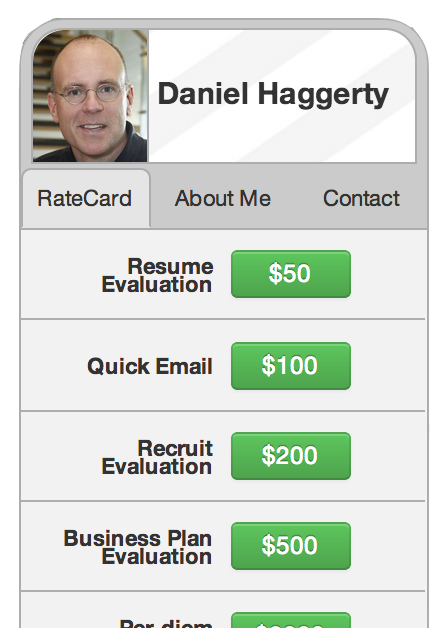 Daniel Haggerty
RateCard About Me Contact
Resume
Evaluation
$50
Quick Email $100
Recruit
Evaluation
$200
Business Plan
Evaluation
$500
Per diem